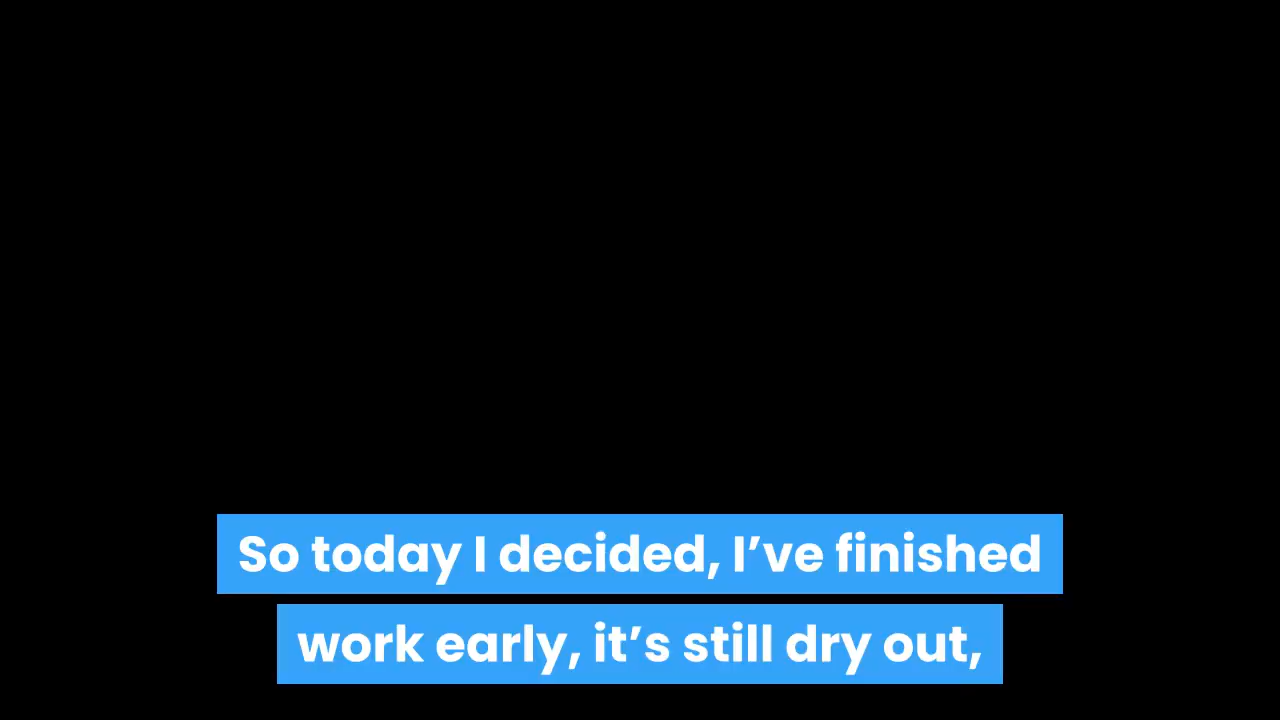 So today I decided, I’ve finished
work early, it’s still dry out,